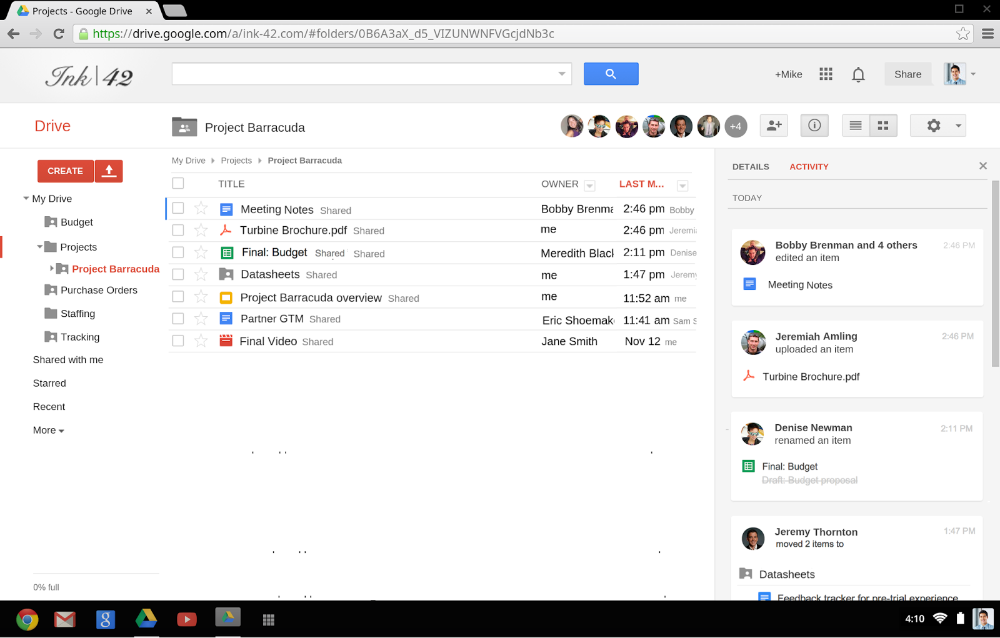 Projects - Google Drive
https://drive.google.com/a/ink-42.com/#folders/0B6A3aX_d5_VIZUNWNFVGcjdNb3c
Ink|42
+Mike
Share
Drive
Project Barracuda
+4
My Drive Projects Project Barracuda
DETAILS ACTIVITY
CREATE
TITLE OWNER LAST M...
TODAY
My Drive
Budget
Projects
Project Barracuda
Purchase Orders
Staffing
Tracking
Shared with me
Starred
Recent
More
0% full
Meeting Notes Shared Bobby Brenma 2:46 pm Bobby
Turbine Brochure.pdf Shared me 2:46 pm Jeremia
Final: Budget Shared Shared Meredith Black 2:11 pm Denise
Datasheets Shared me 1:47 pm Jeremy
Project Barracuda overview Shared me 11:52 am me
Partner GTM Shared Eric Shoemak 11:41 am Sam S
Final Video Shared Jane Smith Nov 12 me
Bobby Brenman and 4 others 2:46 PM
edited an item
Meeting Notes
Jeremiah Amling 2:46 PM
uploaded an item
Turbine Brochure.pdf
Denise Newman 2:11 PM
renamed an item
Final: Budget
Draft: Budget proposal
Jeremy Thornton 1:47 PM
moved 2 items to
Datasheets
Feedback tracker for pre-trial experience
g
4:10